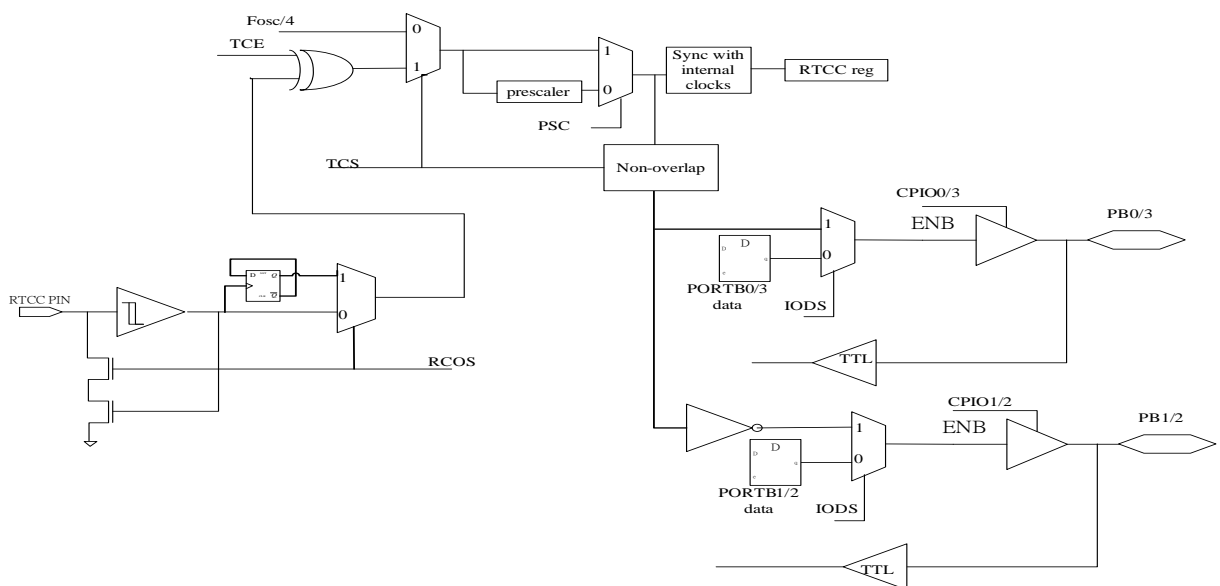 Fosc/4
0
TCE
1
1
prescaler
0
PSC
Sync with
internal
clocks
RTCC reg
TCS
Non-overlap
CPIO0/3
ENB
PB0/3
1
D
D
q
c
0
PORTB0/3
data
IODS
TTL
RTCC PIN
D
Q
Q
1
0
RCOS
CPIO1/2
ENB
PB1/2
1
D
D
q
c
0
PORTB1/2
data
IODS
TTL